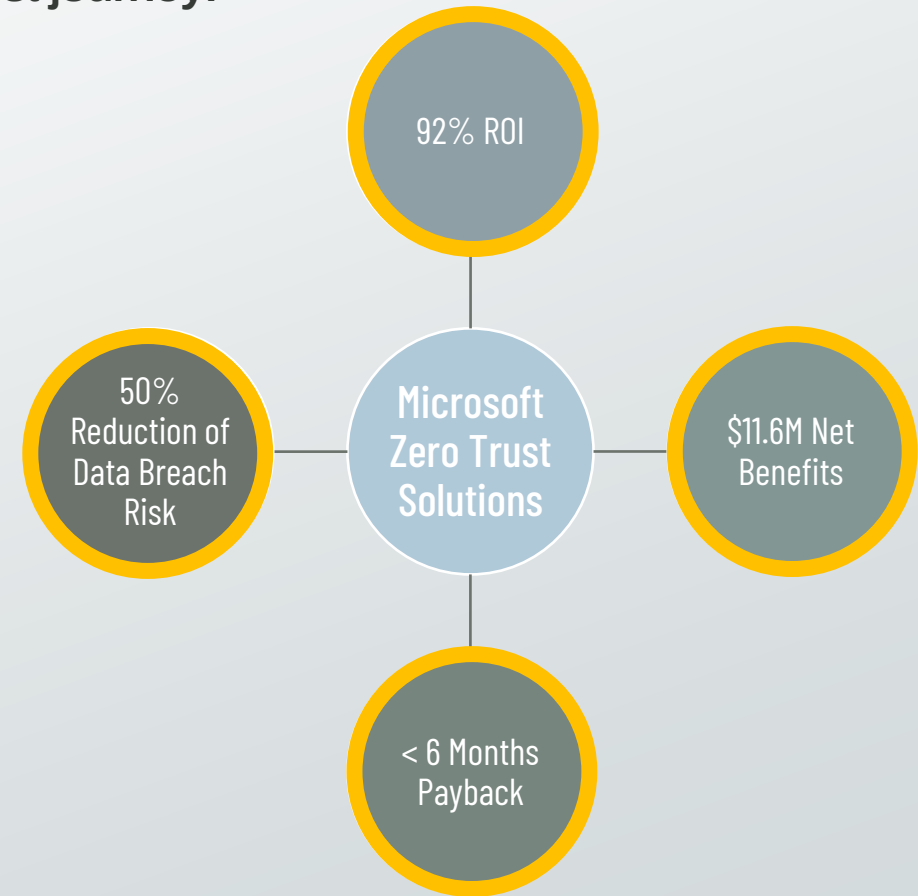 92% ROI
50%
Reduction of
Data Breach
Risk
Microsoft
Zero Trust
Solutions
$11.6M Net
Benefits
< 6 Months
Payback